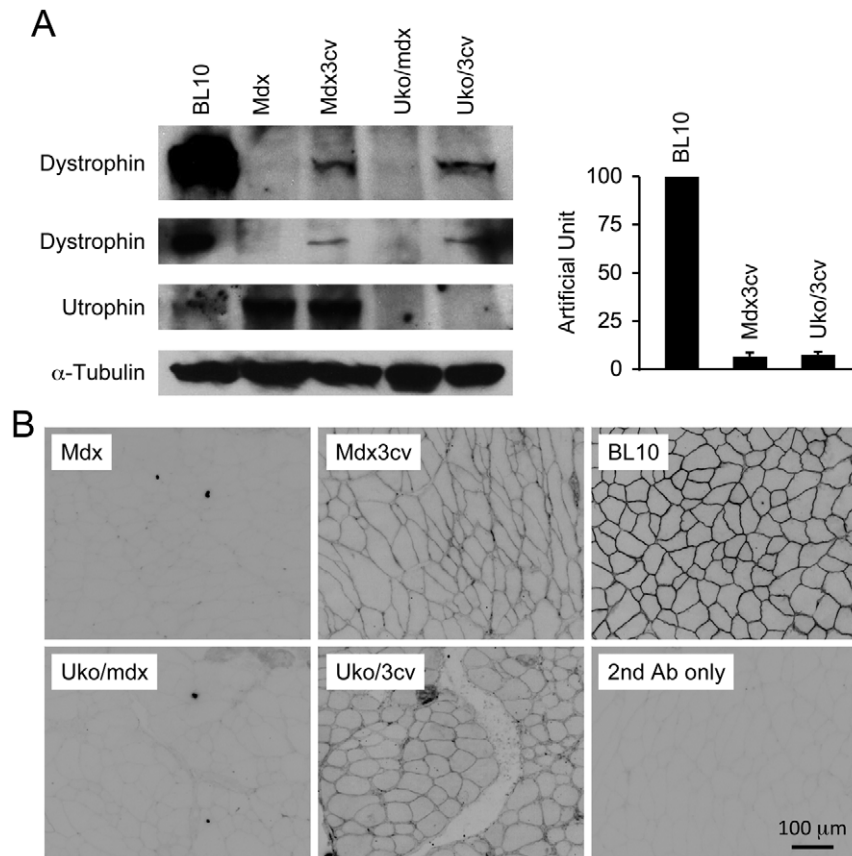 A
BL10
Mdx
Mdx3cv
Uko/mdx
Uko/3cv
Dystrophin
Dystrophin
Utrophin
α-Tubulin
Artificial Unit
100
75
50
25
0
BL10
Mdx3cv
Uko/3cv
B
Mdx
Mdx3cv
BL10
Uko/mdx
Uko/3cv
2nd Ab only
100 µm